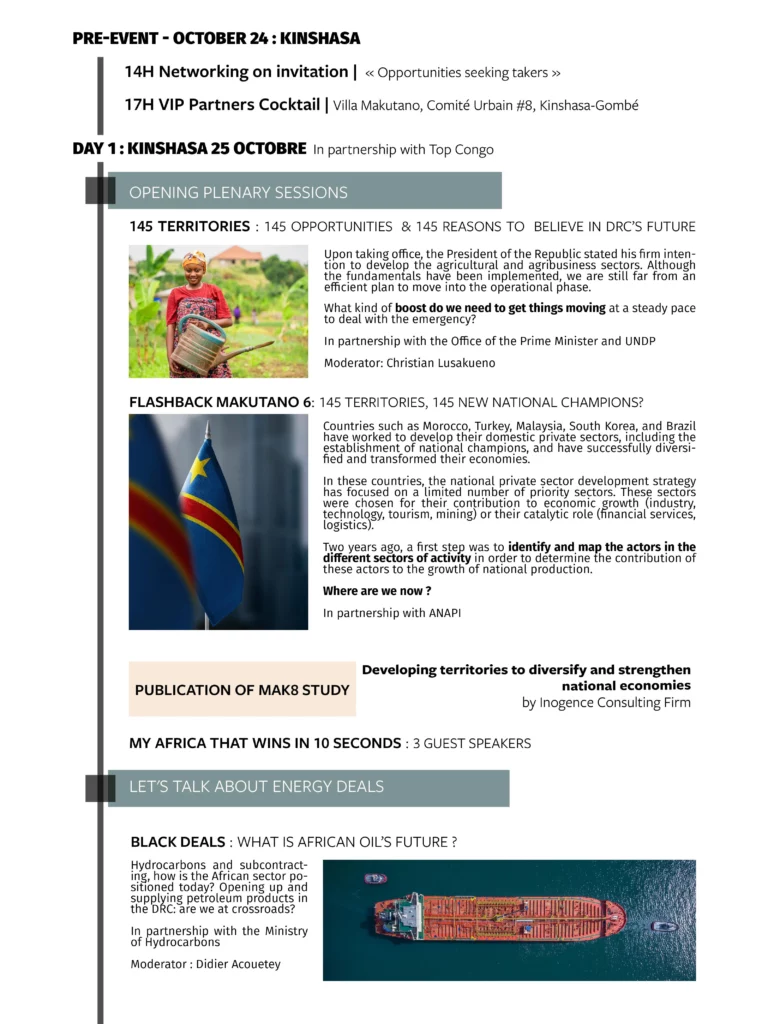 PRE-EVENT - OCTOBER 24 : KINSHASA
14H Networking on invitation | « Opportunities seeking takers »
17H VIP Partners Cocktail | Villa Makutano, Comité Urbain #8, Kinshasa-Gombé
DAY 1 : KINSHASA 25 OCTOBRE In partnership with Top Congo
OPENING PLENARY SESSIONS
145 TERRITORIES : 145 OPPORTUNITIES & 145 REASONS TO BELIEVE IN DRC'S FUTURE
Upon taking office, the President of the Republic stated his firm inten-
tion to develop the agricultural and agribusiness sectors. Although
the fundamentals have been implemented, we are still far from an
efficient plan to move into the operational phase.
What kind of boost do we need to get things moving at a steady pace
to deal with the emergency?
In partnership with the Office of the Prime Minister and UNDP
Moderator: Christian Lusakueno
FLASHBACK MAKUTANO 6: 145 TERRITORIES, 145 NEW NATIONAL CHAMPIONS?
Countries such as Morocco, Turkey, Malaysia, South Korea, and Brazil
have worked to develop their domestic private sectors, including the
establishment of national champions, and have successfully diversi-
fied and transformed their economies.
In these countries, the national private sector development strategy
has focused on a limited number of priority sectors. These sectors
were chosen for their contribution to economic growth (industry,
technology, tourism, mining) or their catalytic role (financial services,
logistics).
Two years ago, a first step was to identify and map the actors in the
different sectors of activity in order to determine the contribution of
these actors to the growth of national production.
Where are we now ?
In partnership with ANAPI
PUBLICATION OF MAK8 STUDY
Developing territories to diversify and strengthen
national economies
by Inogence Consulting Firm
MY AFRICA THAT WINS IN 10 SECONDS : 3 GUEST SPEAKERS
LET'S TALK ABOUT ENERGY DEALS
BLACK DEALS : WHAT IS AFRICAN OIL'S FUTURE ?
Hydrocarbons and subcontract-
ing, how is the African sector po-
sitioned today? Opening up and
supplying petroleum products in
the DRC: are we at crossroads?
In partnership with the Ministry
of Hydrocarbons
Moderator : Didier Acouetey